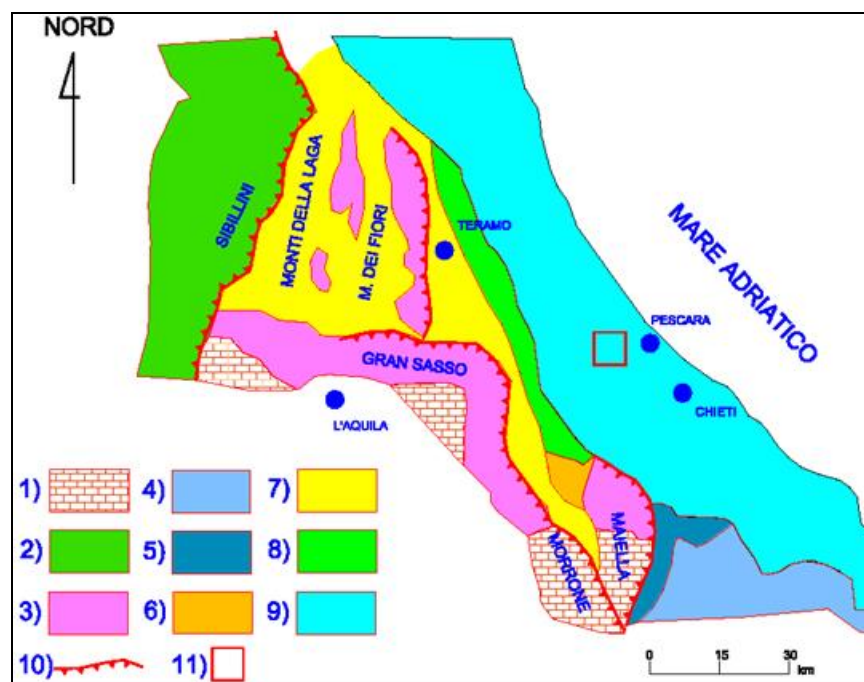 NORD
SIBILLINI
MONTI DELLA LAGA
M. DEI FIORI
TERAMO
MARE ADRIATICO
PESCARA
GRAN SASSO
CHIETI
L'AQUILA
MORRONE
MAIELLA
1) 4) 7)
2) 5) 8)
3) 6) 9)
10) 11)
0 15 30
km